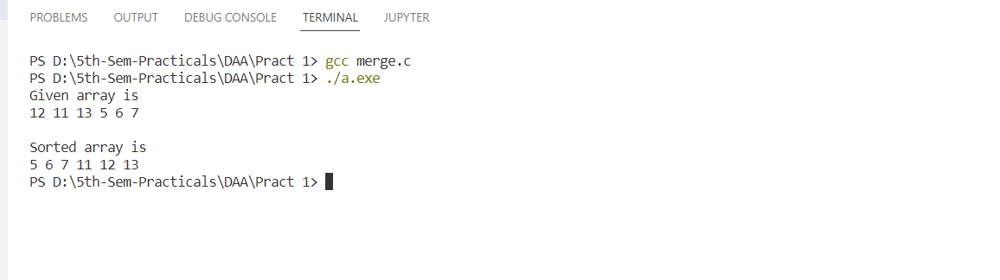 PROBLEMS OUTPUT DEBUG CONSOLE TERMINAL JUPYTER
PS D:\5th-Sem-Practicals\DAA\Pract 1> gcc merge.c
PS D:\5th-Sem-Practicals\DAA\Pract 1> ./a.exe
Given array is
12 11 13 5 6 7
Sorted array is
5 6 7 11 12 13
PS D:\5th-Sem-Practicals\DAA\Pract 1>